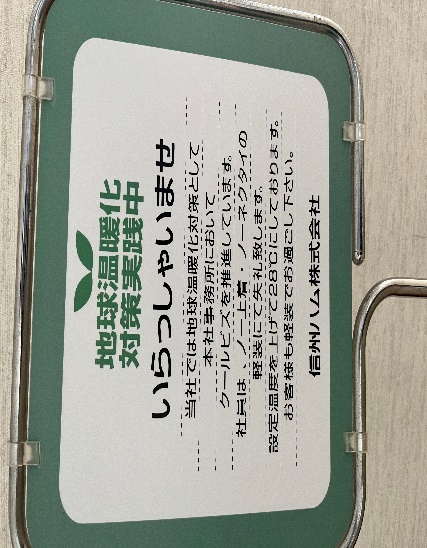 地球温暖化
対策実践中
いらっしゃいませ
当社では地球温暖化対策として
本社事務所において
クールビズを推進しています。
社員は、ノー上着・ノーネクタイの
軽装にて失礼致します。
設定温度を上げて28℃にしております。
お客様も軽装でお過ごし下さい。
信州ハム株式会社